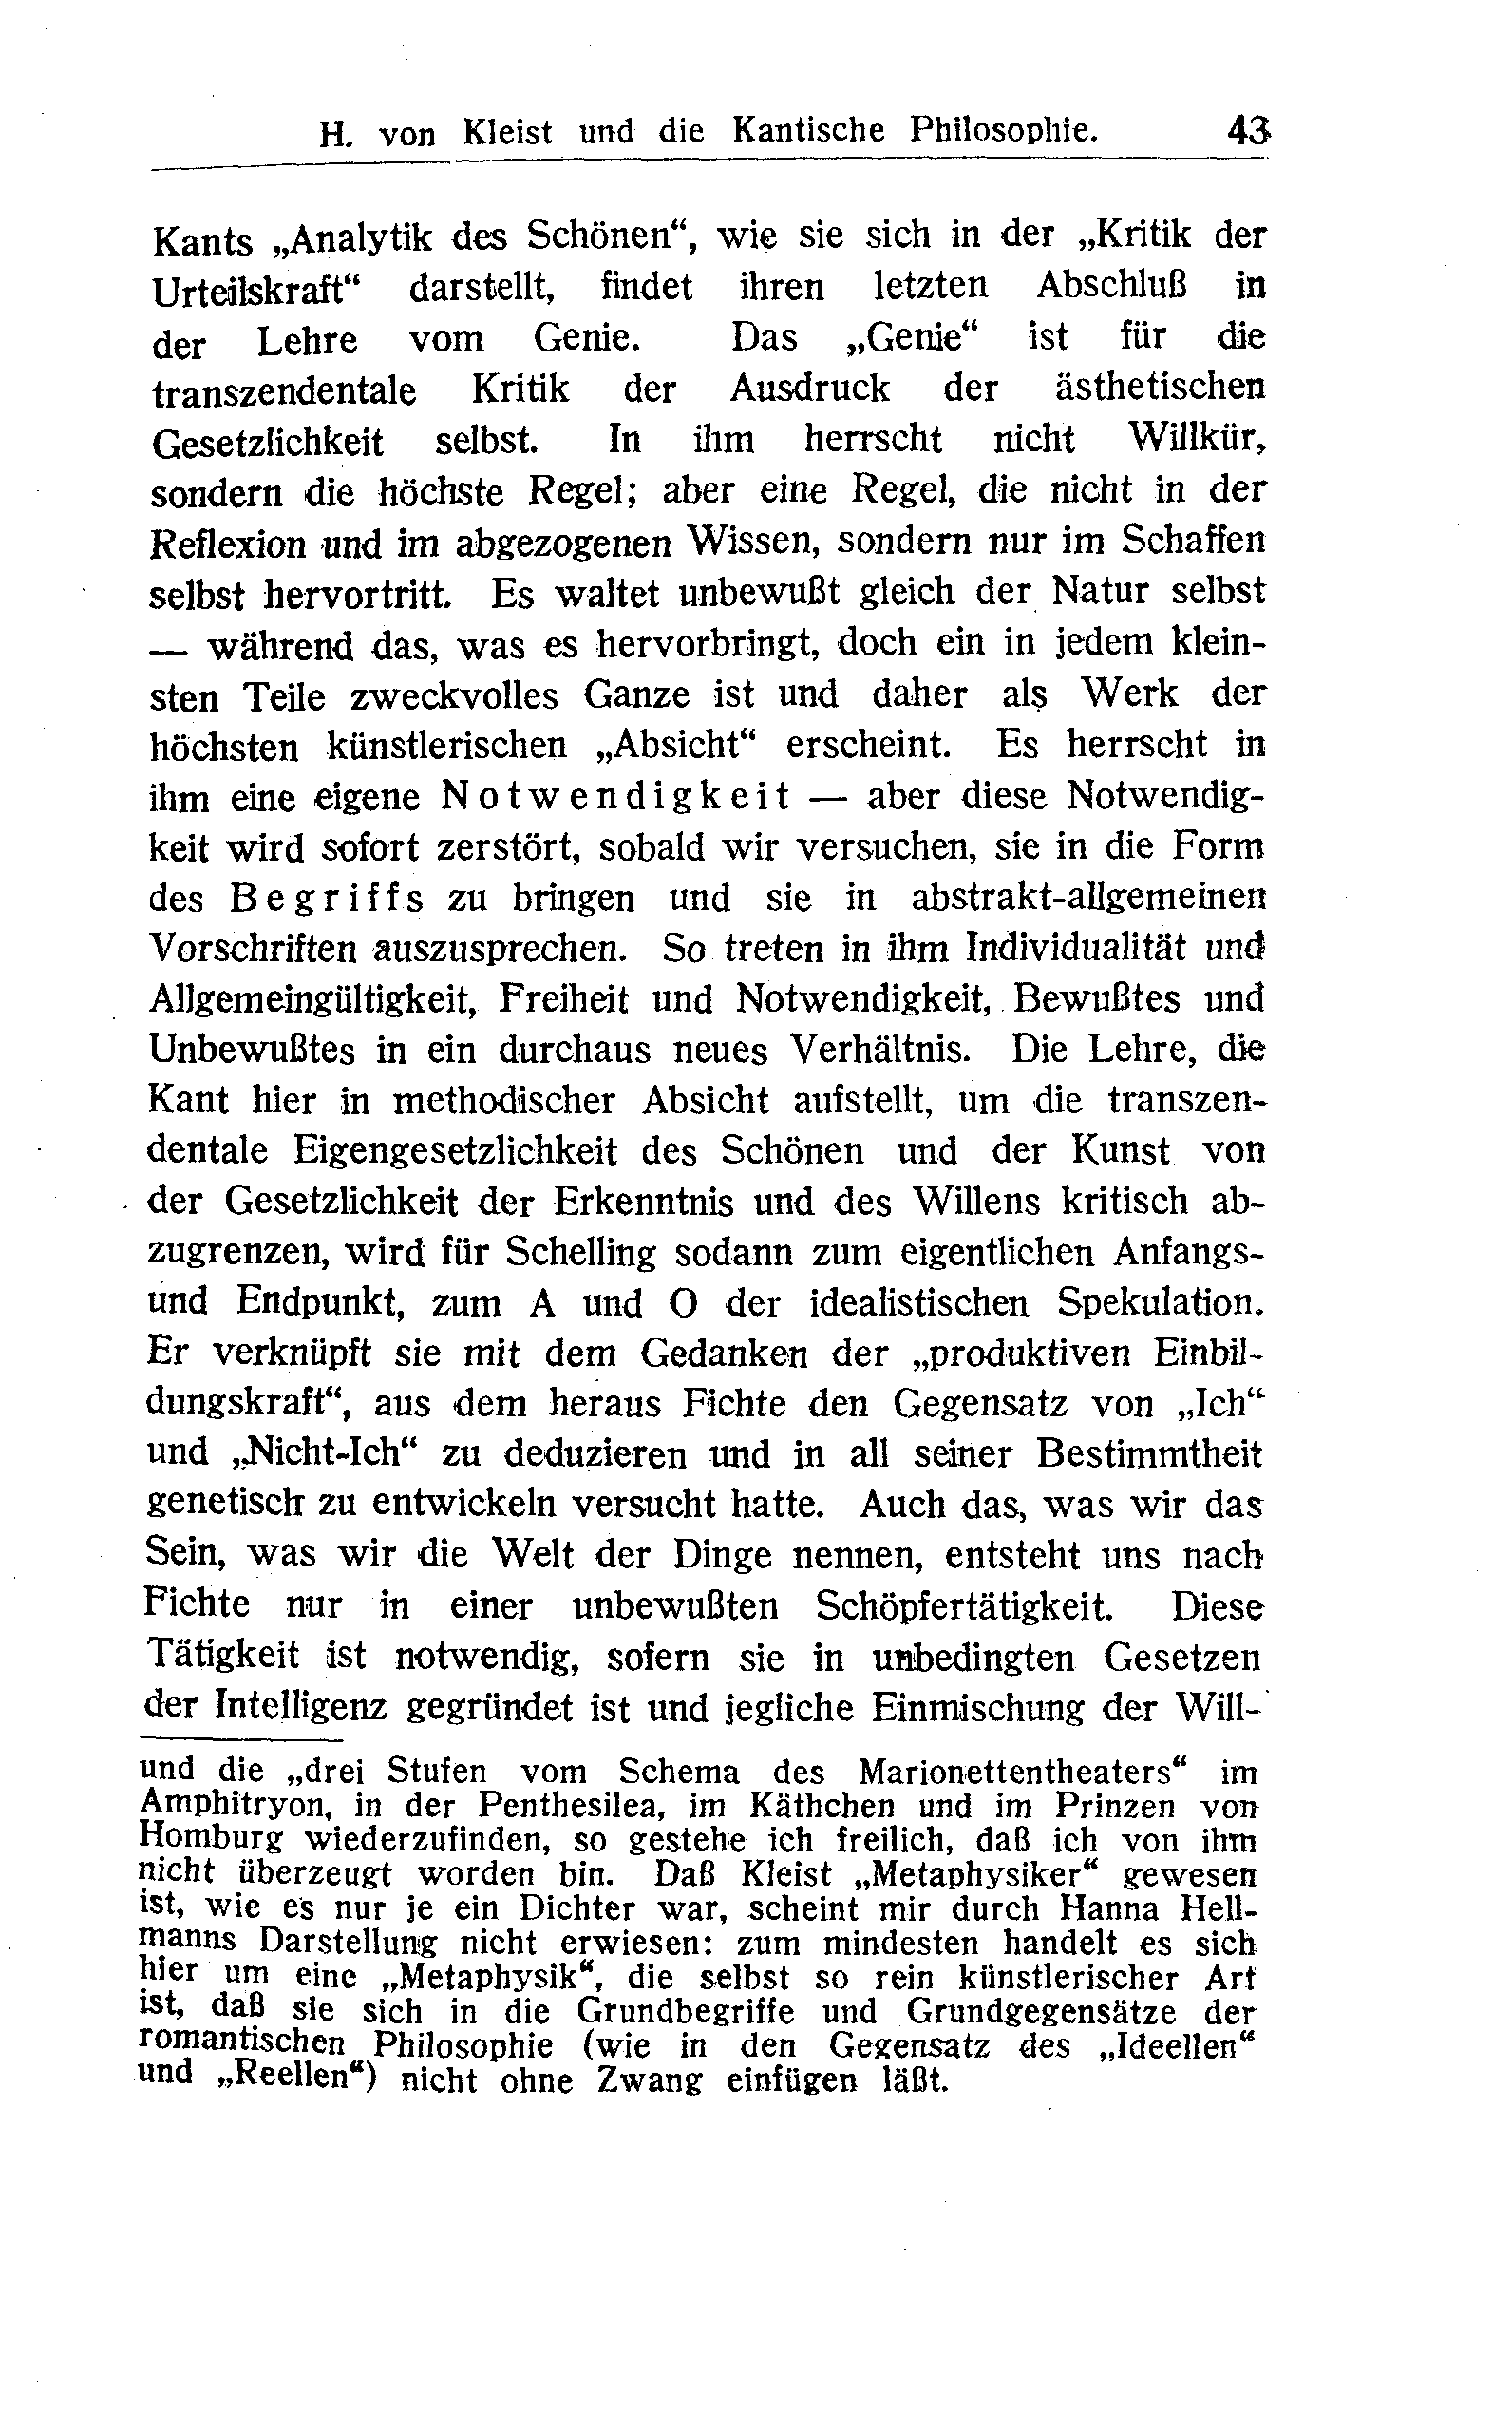 H. von Kleist und die Kantische Philosophie. 43
Kants „Analytik des Schönen“, wie sie sich in der „Kritik der
Urteilskraft“ darstellt, findet ihren letzten Abschluß in
der Lehre vom Genie. Das „Genie“ ist für die
transzendentale Kritik der Ausdruck der ästhetischen
Gesetzlichkeit selbst. In ihm herrscht nicht Willkür,
sondern die höchste Regel; aber eine Regel, die nicht in der
Reflexion und im abgezogenen Wissen, sondern nur im Schaffen
selbst hervortritt. Es waltet unbewußt gleich der Natur selbst
— während das, was es hervorbringt, doch ein in jedem klein-
sten Teile zweckvolles Ganze ist und daher als Werk der
höchsten künstlerischen „Absicht“ erscheint. Es herrscht in
ihm eine eigene Notwendigkeit — aber diese Notwendig-
keit wird sofort zerstört, sobald wir versuchen, sie in die Form
des Begriffs zu bringen und sie in abstrakt-allgemeinen
Vorschriften auszusprechen. So treten in ihm Individualität und
Allgemeingültigkeit, Freiheit und Notwendigkeit, Bewußtes und
Unbewußtes in ein durchaus neues Verhältnis. Die Lehre, die
Kant hier in methodischer Absicht aufstellt, um die transzen-
dentale Eigengesetzlichkeit des Schönen und der Kunst von
der Gesetzlichkeit der Erkenntnis und des Willens kritisch ab-
zugrenzen, wird für Schelling sodann zum eigentlichen Anfangs-
und Endpunkt, zum A und O der idealistischen Spekulation.
Er verknüpft sie mit dem Gedanken der „produktiven Einbil-
dungskraft“, aus dem heraus Fichte den Gegensatz von „Ich“
und „Nicht-Ich“ zu deduzieren und in all seiner Bestimmtheit
genetisch zu entwickeln versucht hatte. Auch das, was wir das
Sein, was wir die Welt der Dinge nennen, entsteht uns nach
Fichte nur in einer unbewußten Schöpfertätigkeit. Diese
Tätigkeit ist notwendig, sofern sie in unbedingten Gesetzen
der Intelligenz gegründet ist und jegliche Einmischung der Will-
und die „drei Stufen vom Schema des Marionettentheaters“ im
Amphitryon, in der Penthesilea, im Käthchen und im Prinzen von
Homburg wiederzufinden, so gestehe ich freilich, daß ich von ihm
nicht überzeugt worden bin. Daß Kleist „Metaphysiker“ gewesen
ist, wie es nur je ein Dichter war, scheint mir durch Hanna Hell-
manns Darstellung nicht erwiesen: zum mindesten handelt es sich
hier um eine „Metaphysik“, die selbst so rein künstlerischer Art
ist, daß sie sich in die Grundbegriffe und Grundgegensätze der
romantischen Philosophie (wie in den Gegensatz des „Ideellen“
und „Reellen“) nicht ohne Zwang einfügen läßt.